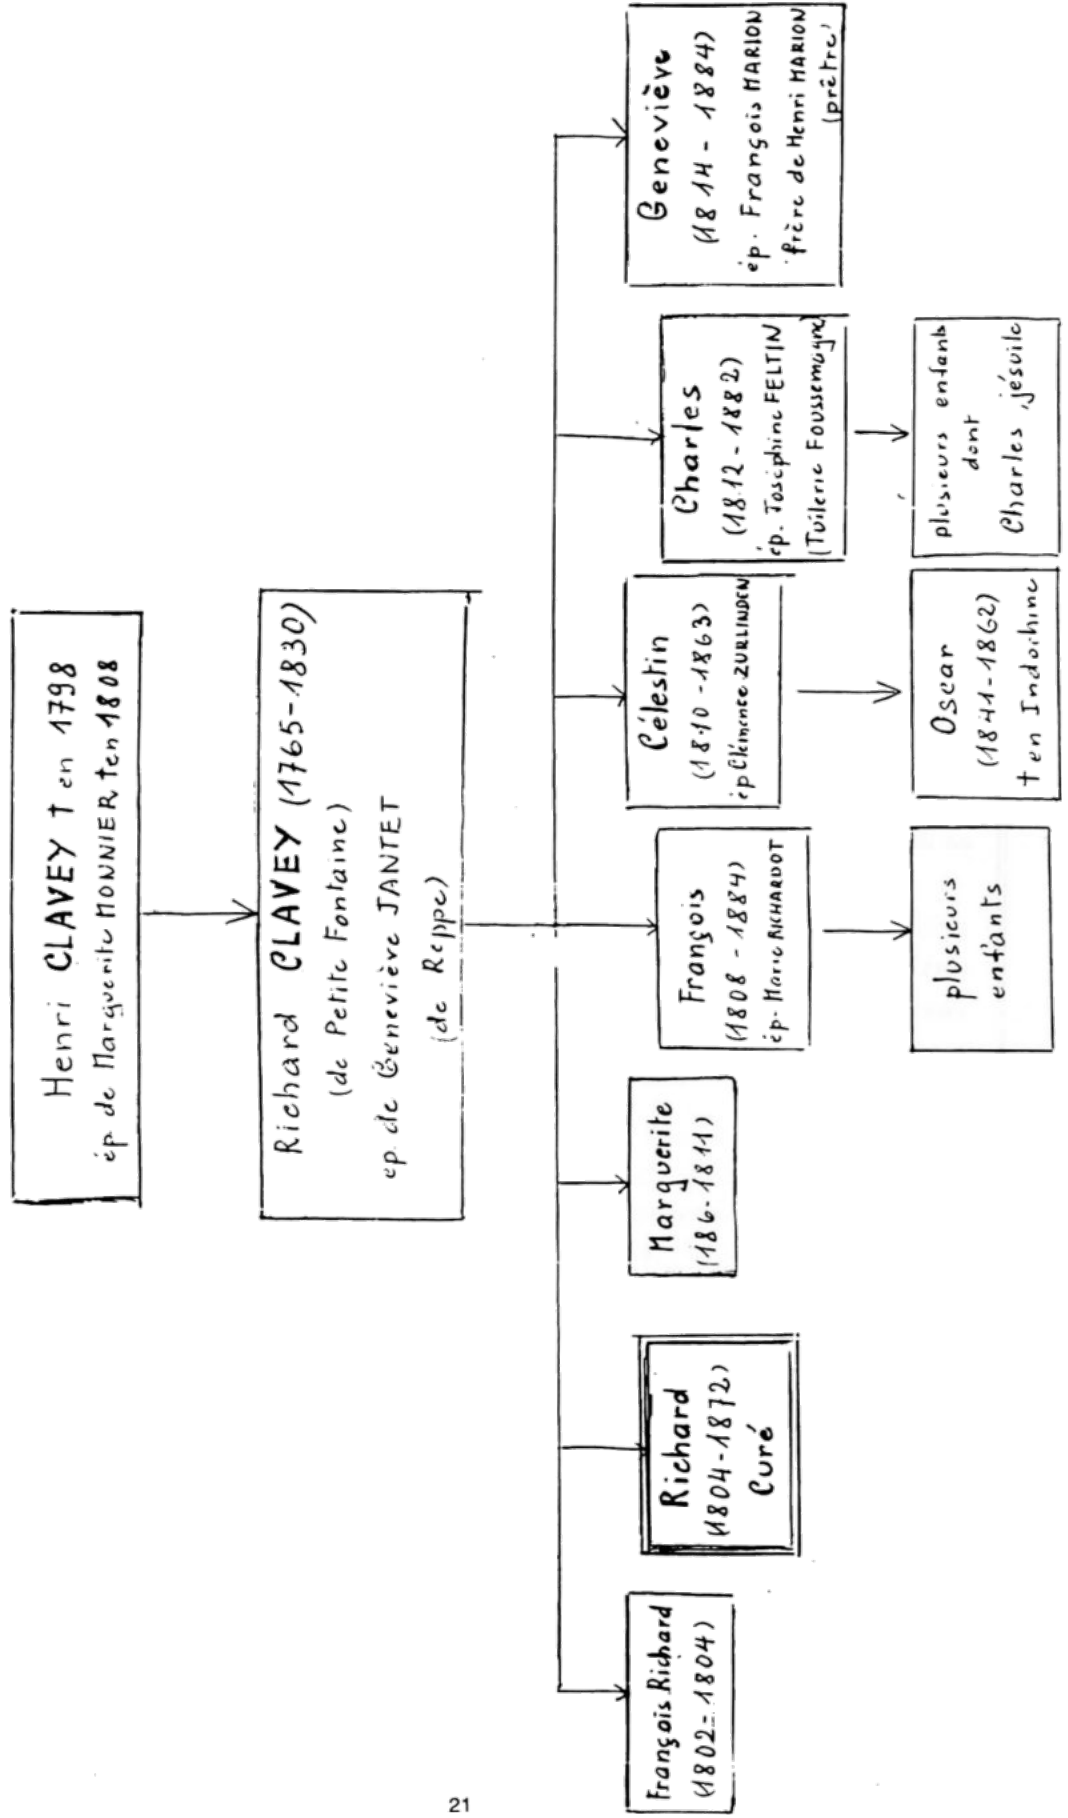 Henri CLAVEY † en 1798
ép de Marguerite MONNIER † en 1808
Richard CLAVEY (1765-1830)
(de Petite Fontaine)
ép. de Geneviève JANTET
(de Reppe)
François Richard
(1802-1804)
Richard
(1804-1872)
Curé
Marguerite
(186-1811)
François
(1808-1884)
ép. Marie RICHARDOT
plusieurs
enfants
Célestin
(1810-1863)
ép Clémence ZURLINDEN
Oscar
(1841-1862)
† en Indochine
Charles
(1812-1882)
ép. Joséphine FELTIN
(Tuilerie Foussemagne)
plusieurs enfants
dont
Charles, jésuite
Geneviève
(1814-1884)
ép. François MARION
frère de Henri MARION
(prêtre)
21